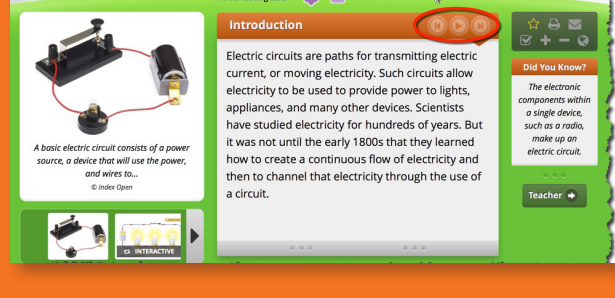 Introduction
Electric circuits are paths for transmitting electric
current, or moving electricity. Such circuits allow
electricity to be used to provide power to lights,
appliances, and many other devices. Scientists
have studied electricity for hundreds of years. But
it was not until the early 1800s that they learned
how to create a continuous flow of electricity and
then to channel that electricity through the use of
a circuit.
A basic electric circuit consists of a power
source, a device that will use the power,
and wires to...
© Index Open
13 INTERACTIVE
Did You Know?
The electronic
components within
a single device,
such as a radio,
make up an
electric circuit.
Teacher